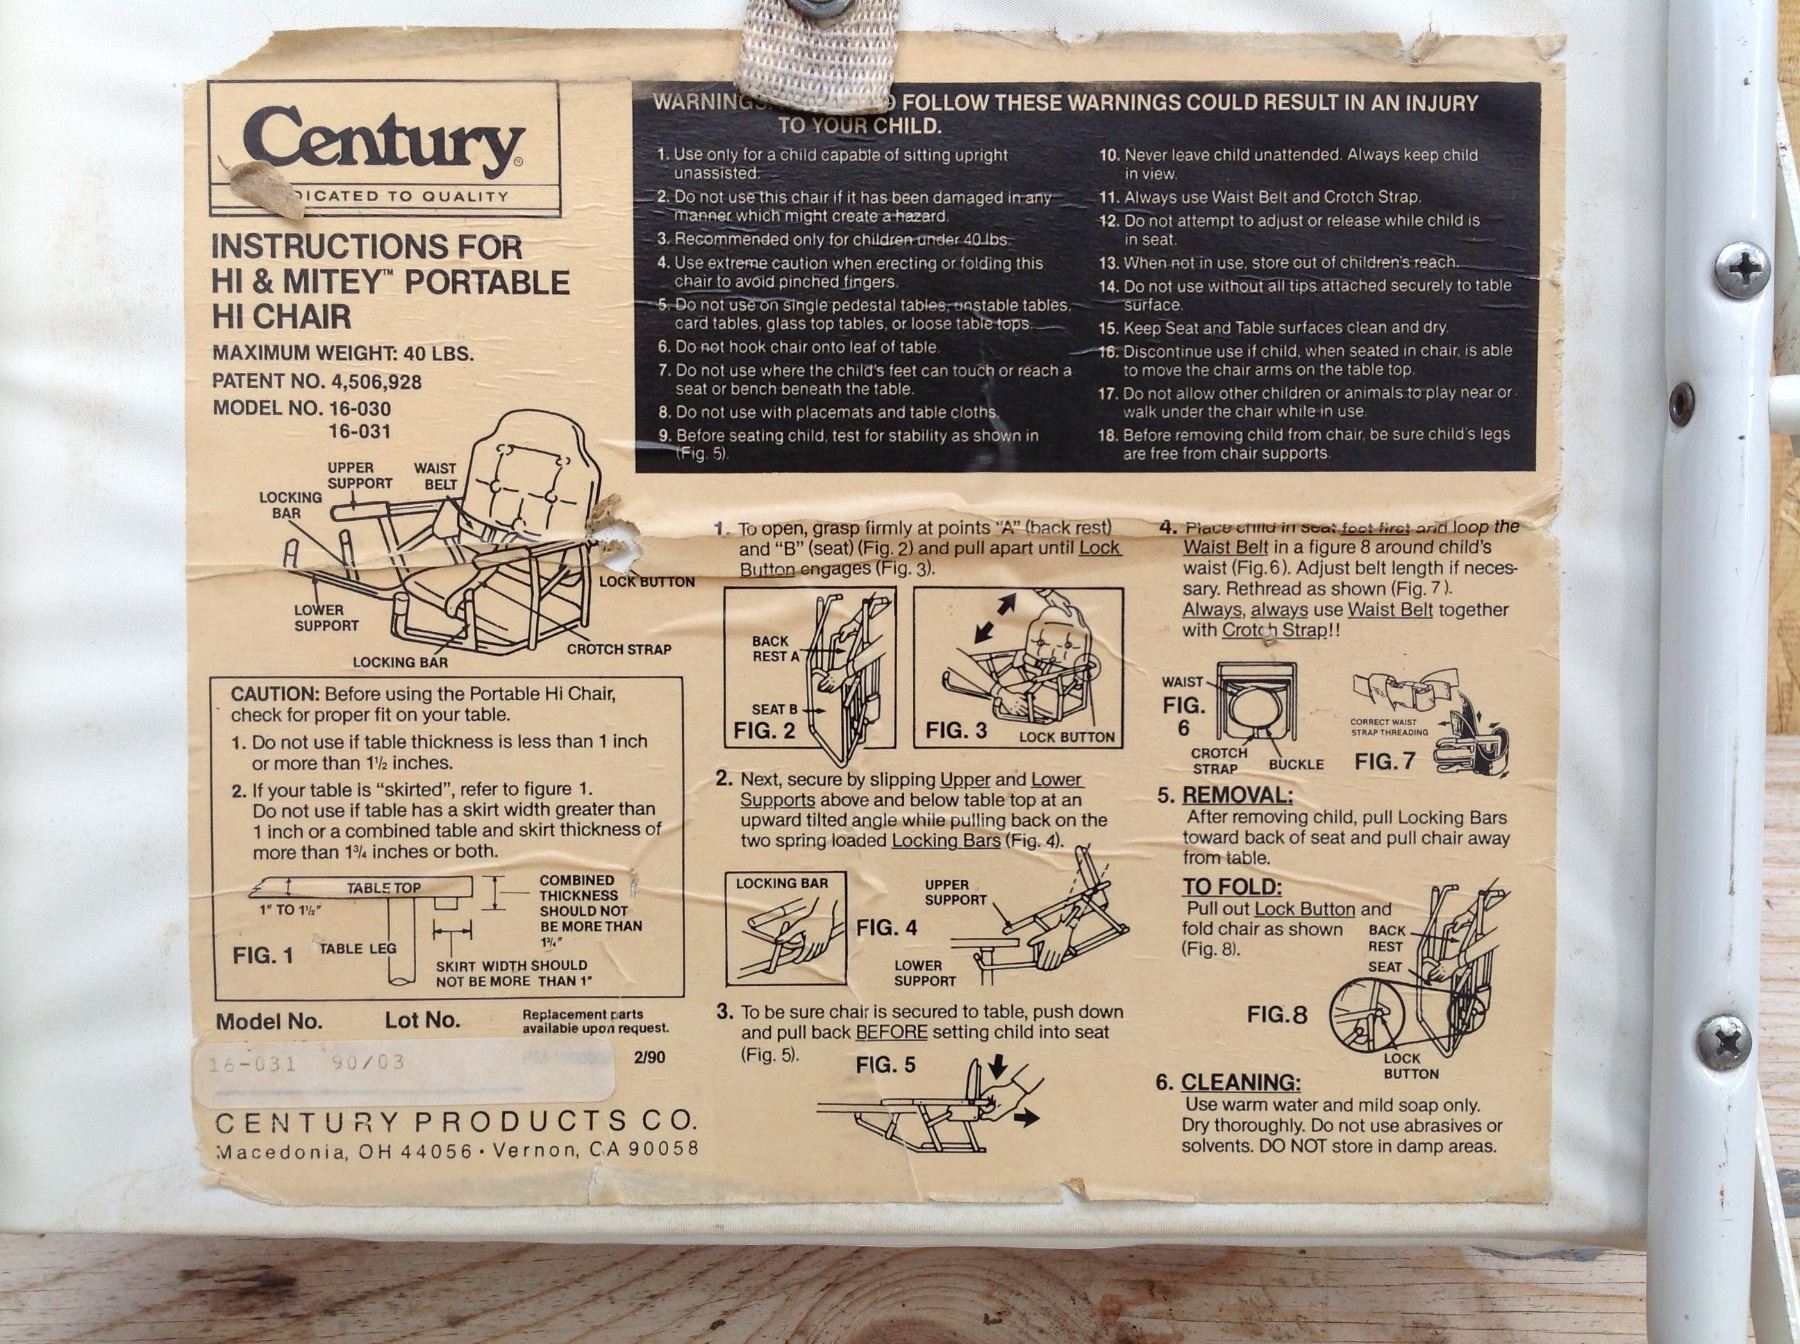 Century®
DICATED TO QUALITY
INSTRUCTIONS FOR
HI & MITEY™ PORTABLE
HI CHAIR
MAXIMUM WEIGHT: 40 LBS.
PATENT NO. 4,506,928
MODEL NO. 16-030
16-031
UPPER
SUPPORT
WAIST
BELT
LOCKING
BAR
LOCK BUTTON
LOWER
SUPPORT
CROTCH STRAP
LOCKING BAR
CAUTION: Before using the Portable Hi Chair,
check for proper fit on your table.
1. Do not use if table thickness is less than 1 inch
or more than 1½ inches.
2. If your table is “skirted”, refer to figure 1.
Do not use if table has a skirt width greater than
1 inch or a combined table and skirt thickness of
more than 1¾ inches or both.
TABLE TOP
1" TO 1½"
COMBINED
THICKNESS
SHOULD NOT
BE MORE THAN
1¾"
FIG. 1
TABLE LEG
SKIRT WIDTH SHOULD
NOT BE MORE THAN 1"
Model No.
Lot No.
Replacement parts
available upon request.
16-031 90/03
2/90
CENTURY PRODUCTS CO.
Macedonia, OH 44056 • Vernon, CA 90058
WARNINGS FOLLOW THESE WARNINGS COULD RESULT IN AN INJURY
TO YOUR CHILD.
1. Use only for a child capable of sitting upright
unassisted.
2. Do not use this chair if it has been damaged in any
manner which might create a hazard.
3. Recommended only for children under 40 lbs.
4. Use extreme caution when erecting or folding this
chair to avoid pinched fingers.
5. Do not use on single pedestal tables, unstable tables,
card tables, glass top tables, or loose table tops.
6. Do not hook chair onto leaf of table.
7. Do not use where the child's feet can touch or reach a
seat or bench beneath the table.
8. Do not use with placemats and table cloths.
9. Before seating child, test for stability as shown in
(Fig. 5).
10. Never leave child unattended. Always keep child
in view.
11. Always use Waist Belt and Crotch Strap.
12. Do not attempt to adjust or release while child is
in seat.
13. When not in use, store out of children's reach.
14. Do not use without all tips attached securely to table
surface.
15. Keep Seat and Table surfaces clean and dry.
16. Discontinue use if child, when seated in chair, is able
to move the chair arms on the table top.
17. Do not allow other children or animals to play near or
walk under the chair while in use.
18. Before removing child from chair, be sure child's legs
are free from chair supports.
1. To open, grasp firmly at points “A” (back rest)
and “B” (seat) (Fig. 2) and pull apart until Lock
Button engages (Fig. 3).
BACK
REST A
SEAT B
FIG. 2
FIG. 3
LOCK BUTTON
2. Next, secure by slipping Upper and Lower
Supports above and below table top at an
upward tilted angle while pulling back on the
two spring loaded Locking Bars (Fig. 4).
LOCKING BAR
UPPER
SUPPORT
FIG. 4
LOWER
SUPPORT
3. To be sure chair is secured to table, push down
and pull back BEFORE setting child into seat
(Fig. 5).
FIG. 5
4. Place child in seat feet first and loop the
Waist Belt in a figure 8 around child's
waist (Fig.6). Adjust belt length if neces-
sary. Rethread as shown (Fig. 7).
Always, always use Waist Belt together
with Crotch Strap!!
WAIST
FIG.
6
CROTCH
STRAP
BUCKLE
CORRECT WAIST
STRAP THREADING
FIG. 7
5. REMOVAL:
After removing child, pull Locking Bars
toward back of seat and pull chair away
from table.
TO FOLD:
Pull out Lock Button and
fold chair as shown
(Fig. 8).
BACK
REST
SEAT
FIG.8
LOCK
BUTTON
6. CLEANING:
Use warm water and mild soap only.
Dry thoroughly. Do not use abrasives or
solvents. DO NOT store in damp areas.